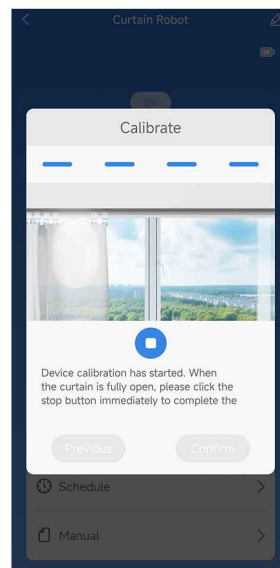 Curtain Robot
Calibrate
Device calibration has started. When
the curtain is fully open, please click the
stop button immediately to complete the
Previous
Confirm
Schedule
Manual